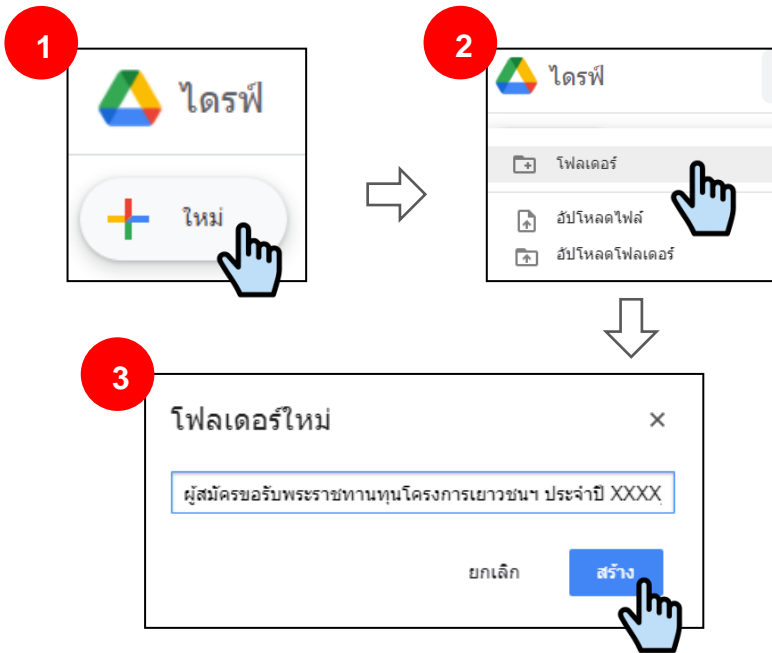 1
ไดรฟ์
ใหม่
2
ไดรฟ์
โฟลเดอร์
อัปโหลดไฟล์
อัปโหลดโฟลเดอร์
3
โฟลเดอร์ใหม่
×
ผู้สมัครขอรับพระราชทานทุนโครงการเยาวชนฯ ประจำปี XXXX
ยกเลิก
สร้าง